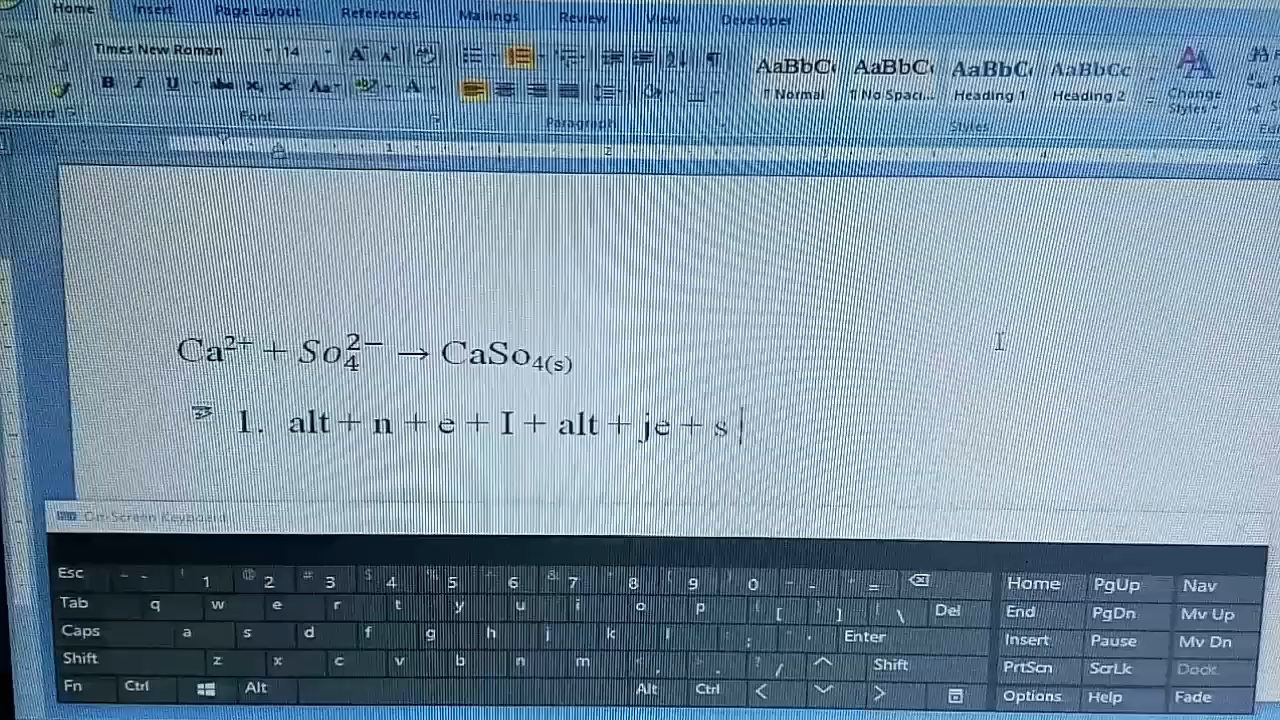 Home Insert Page Layout References Mailings Review View Developer
Times New Roman 14
B I U abc Aa A
AaBbCc AaBbCc AaBbCc AaBbCc
¶ Normal ¶ No Spaci... Heading 1 Heading 2 Change
Styles
Font Paragraph Styles
1 2
Ca²⁺ + So₄²⁻ → CaSo₄₍ₛ₎
1. alt + n + e + I + alt + je + s
On-Screen Keyboard
Esc 1 2 3 4 5 6 7 8 9 0 - = Home PgUp Nav
Tab q w e r t y u i o p [ ] \ Del End PgDn Mv Up
Caps a s d f g h j k l ; ' Enter Insert Pause Mv Dn
Shift z x c v b n m , . / Shift PrtScn ScrLk Dock
Fn Ctrl Alt Alt Ctrl Options Help Fade